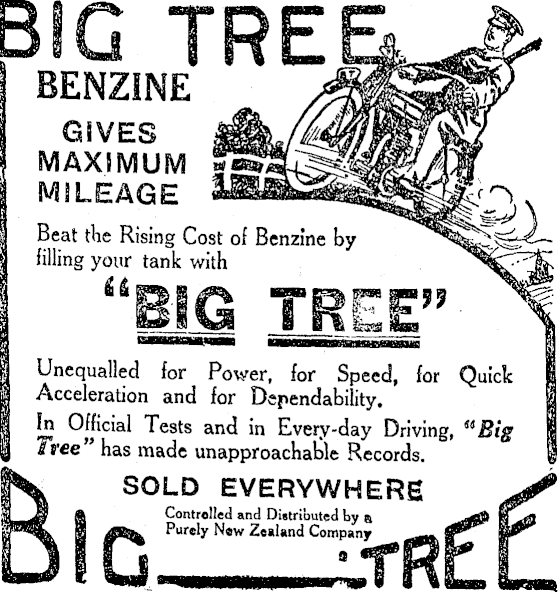 BIG TREE
BENZINE
GIVES
MAXIMUM
MILEAGE
Beat the Rising Cost of Benzine by
filling your tank with
"BIG TREE"
Unequalled for Power, for Speed, for Quick
Acceleration and for Dependability.
In Official Tests and in Every-day Driving, "Big
Tree" has made unapproachable Records.
SOLD EVERYWHERE
Controlled and Distributed by a
Purely New Zealand Company
BIG TREE